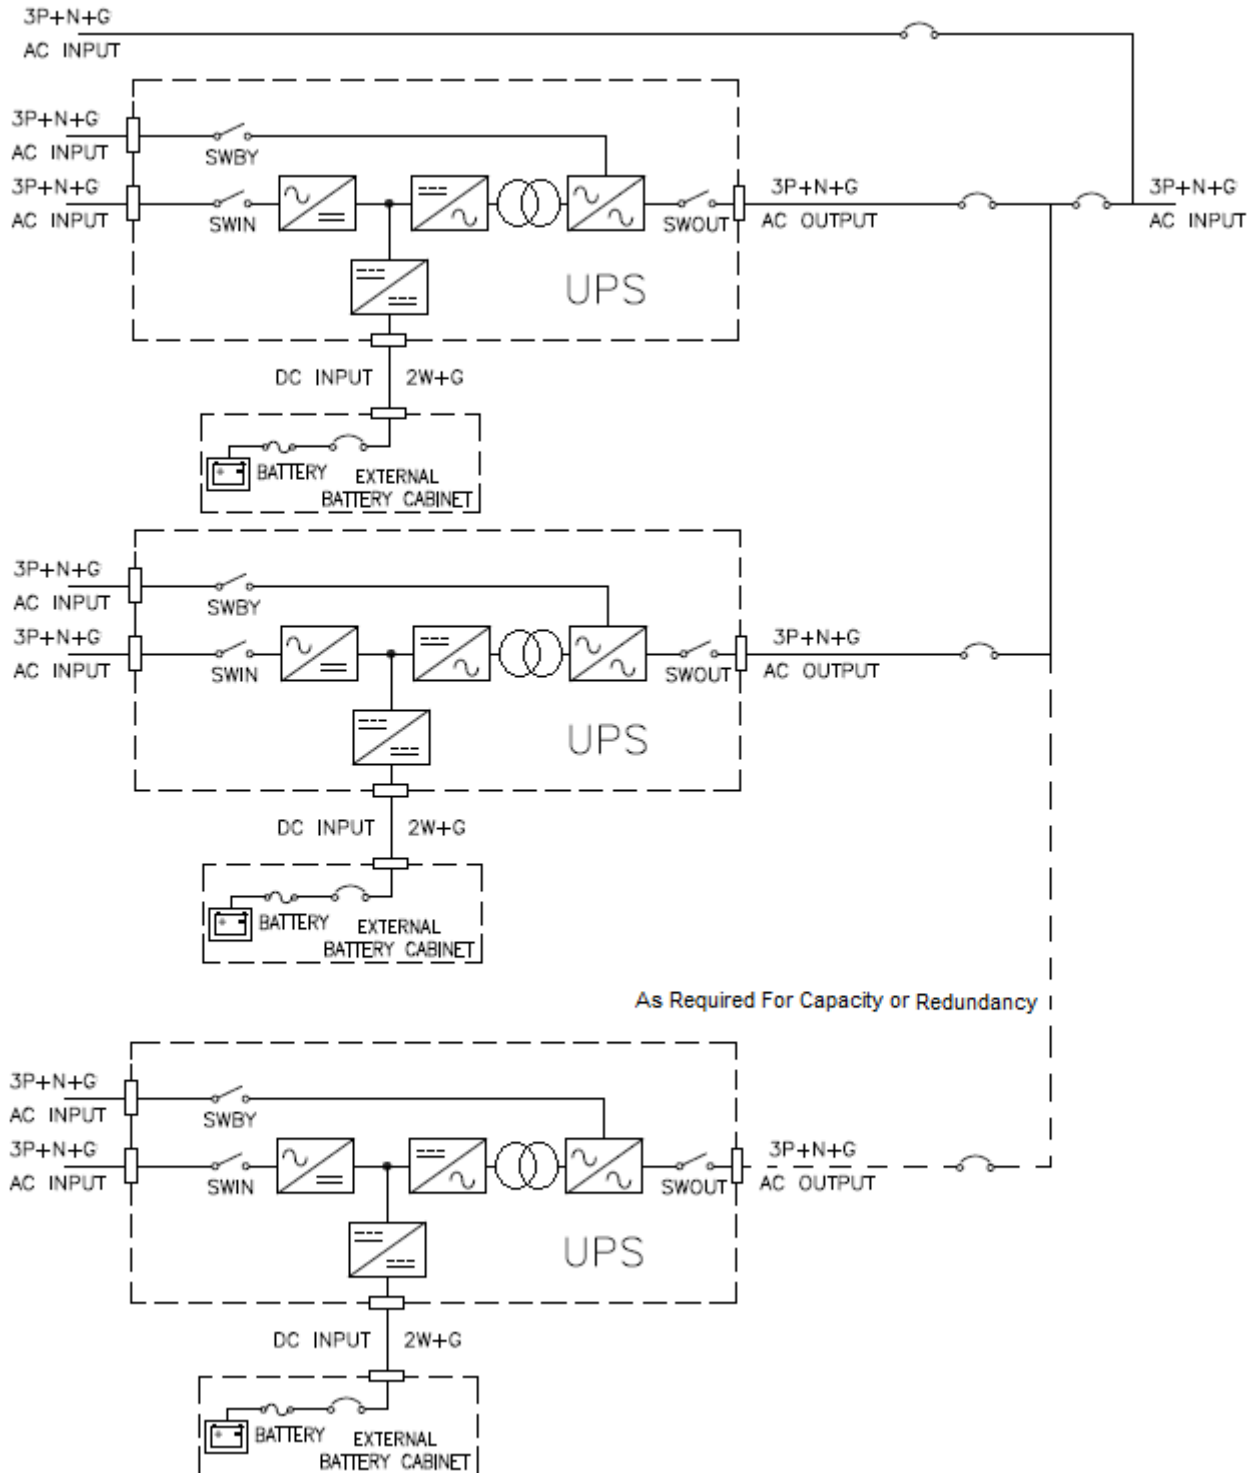 3P+N+G
AC INPUT
3P+N+G
AC INPUT
SWBY
3P+N+G
AC INPUT
SWIN
SWOUT
3P+N+G
AC OUTPUT
3P+N+G
AC INPUT
UPS
DC INPUT 2W+G
BATTERY
EXTERNAL
BATTERY CABINET
3P+N+G
AC INPUT
SWBY
3P+N+G
AC INPUT
SWIN
SWOUT
3P+N+G
AC OUTPUT
UPS
DC INPUT 2W+G
BATTERY
EXTERNAL
BATTERY CABINET
As Required For Capacity or Redundancy
3P+N+G
AC INPUT
SWBY
3P+N+G
AC INPUT
SWIN
SWOUT
3P+N+G
AC OUTPUT
UPS
DC INPUT 2W+G
BATTERY
EXTERNAL
BATTERY CABINET